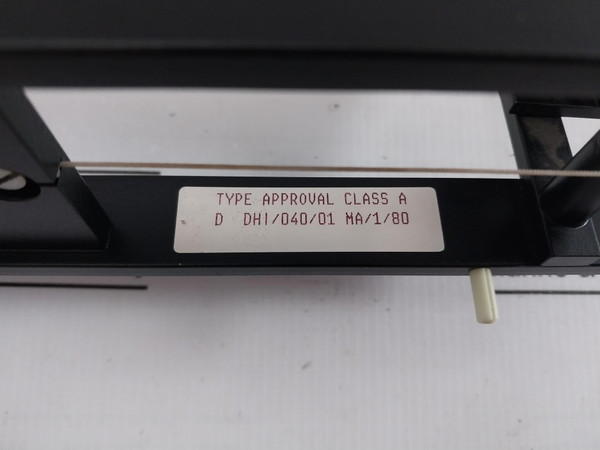 TYPE APPROVAL CLASS A
D DHI/040/01 MA/1/80